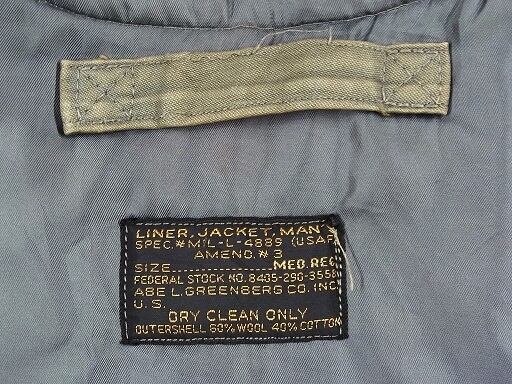 LINER, JACKET, MAN'S
SPEC.# MIL-L-4889 (USAF)
AMEND. # 3
SIZE.......... MED. REG.
FEDERAL STOCK NO. 8405-290-3558
ABE L. GREENBERG CO. INC.
U.S.
DRY CLEAN ONLY
OUTERSHELL 60% WOOL 40% COTTON